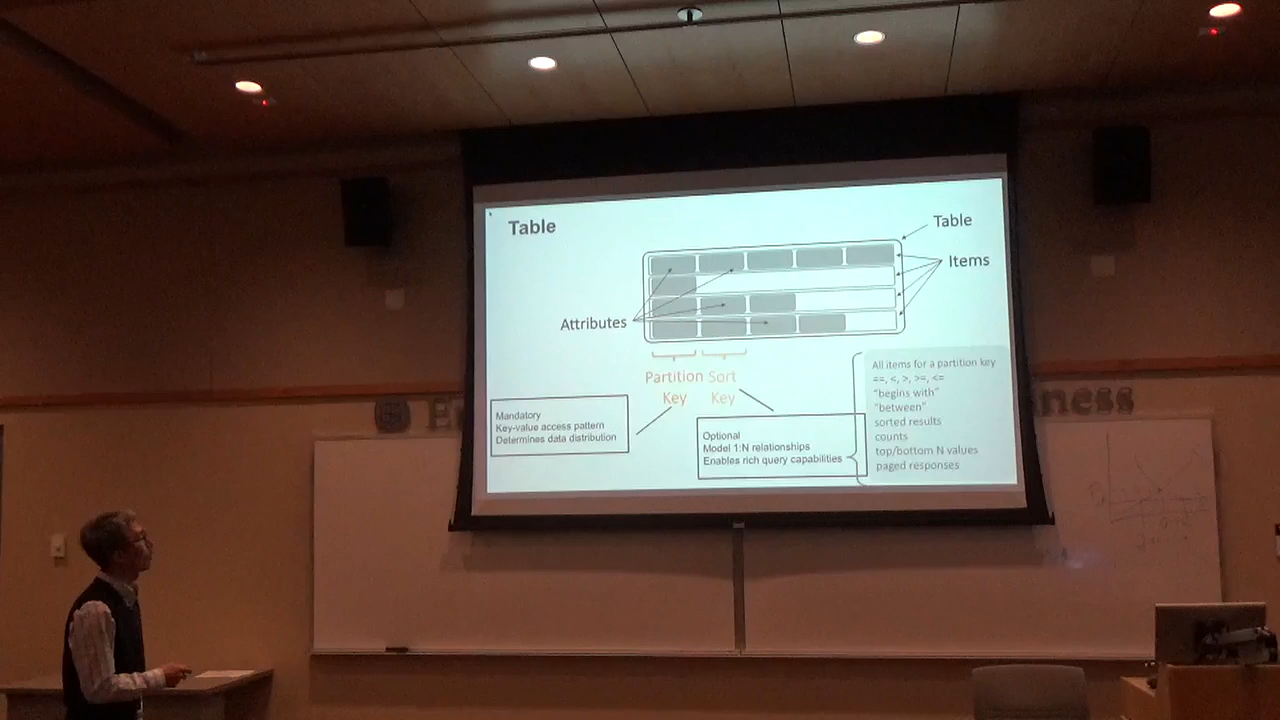 Table
Table
Items
Attributes
Partition Sort
Key Key
Mandatory
Key-value access pattern
Determines data distribution
Optional
Model 1:N relationships
Enables rich query capabilities
All items for a partition key
==, <, >, >=, <=
"begins with"
"between"
sorted results
counts
top/bottom N values
paged responses